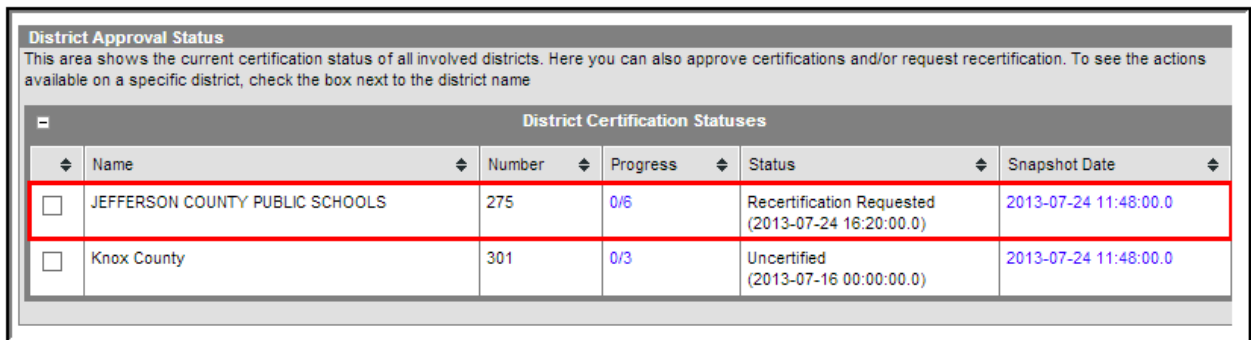 District Approval Status
This area shows the current certification status of all involved districts. Here you can also approve certifications and/or request recertification. To see the actions
available on a specific district, check the box next to the district name
District Certification Statuses
Name Number Progress Status Snapshot Date
JEFFERSON COUNTY PUBLIC SCHOOLS 275 0/6 Recertification Requested 2013-07-24 11:48:00.0
(2013-07-24 16:20:00.0)
Knox County 301 0/3 Uncertified 2013-07-24 11:48:00.0
(2013-07-16 00:00:00.0)